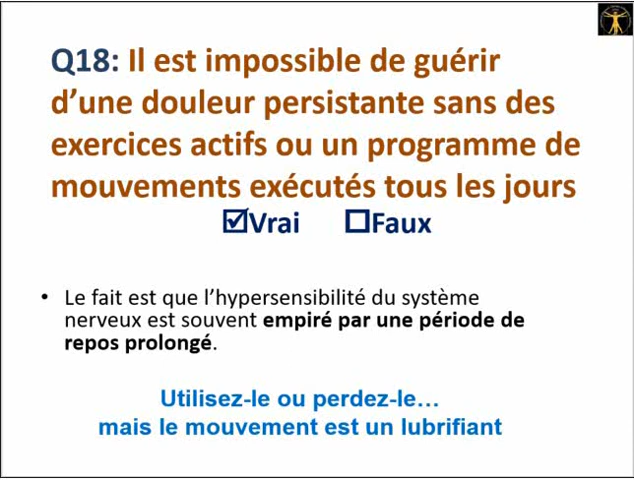 Q18: Il est impossible de guérir
d’une douleur persistante sans des
exercices actifs ou un programme de
mouvements exécutés tous les jours
☑Vrai ☐Faux
• Le fait est que l’hypersensibilité du système
nerveux est souvent empiré par une période de
repos prolongé.
Utilisez-le ou perdez-le…
mais le mouvement est un lubrifiant